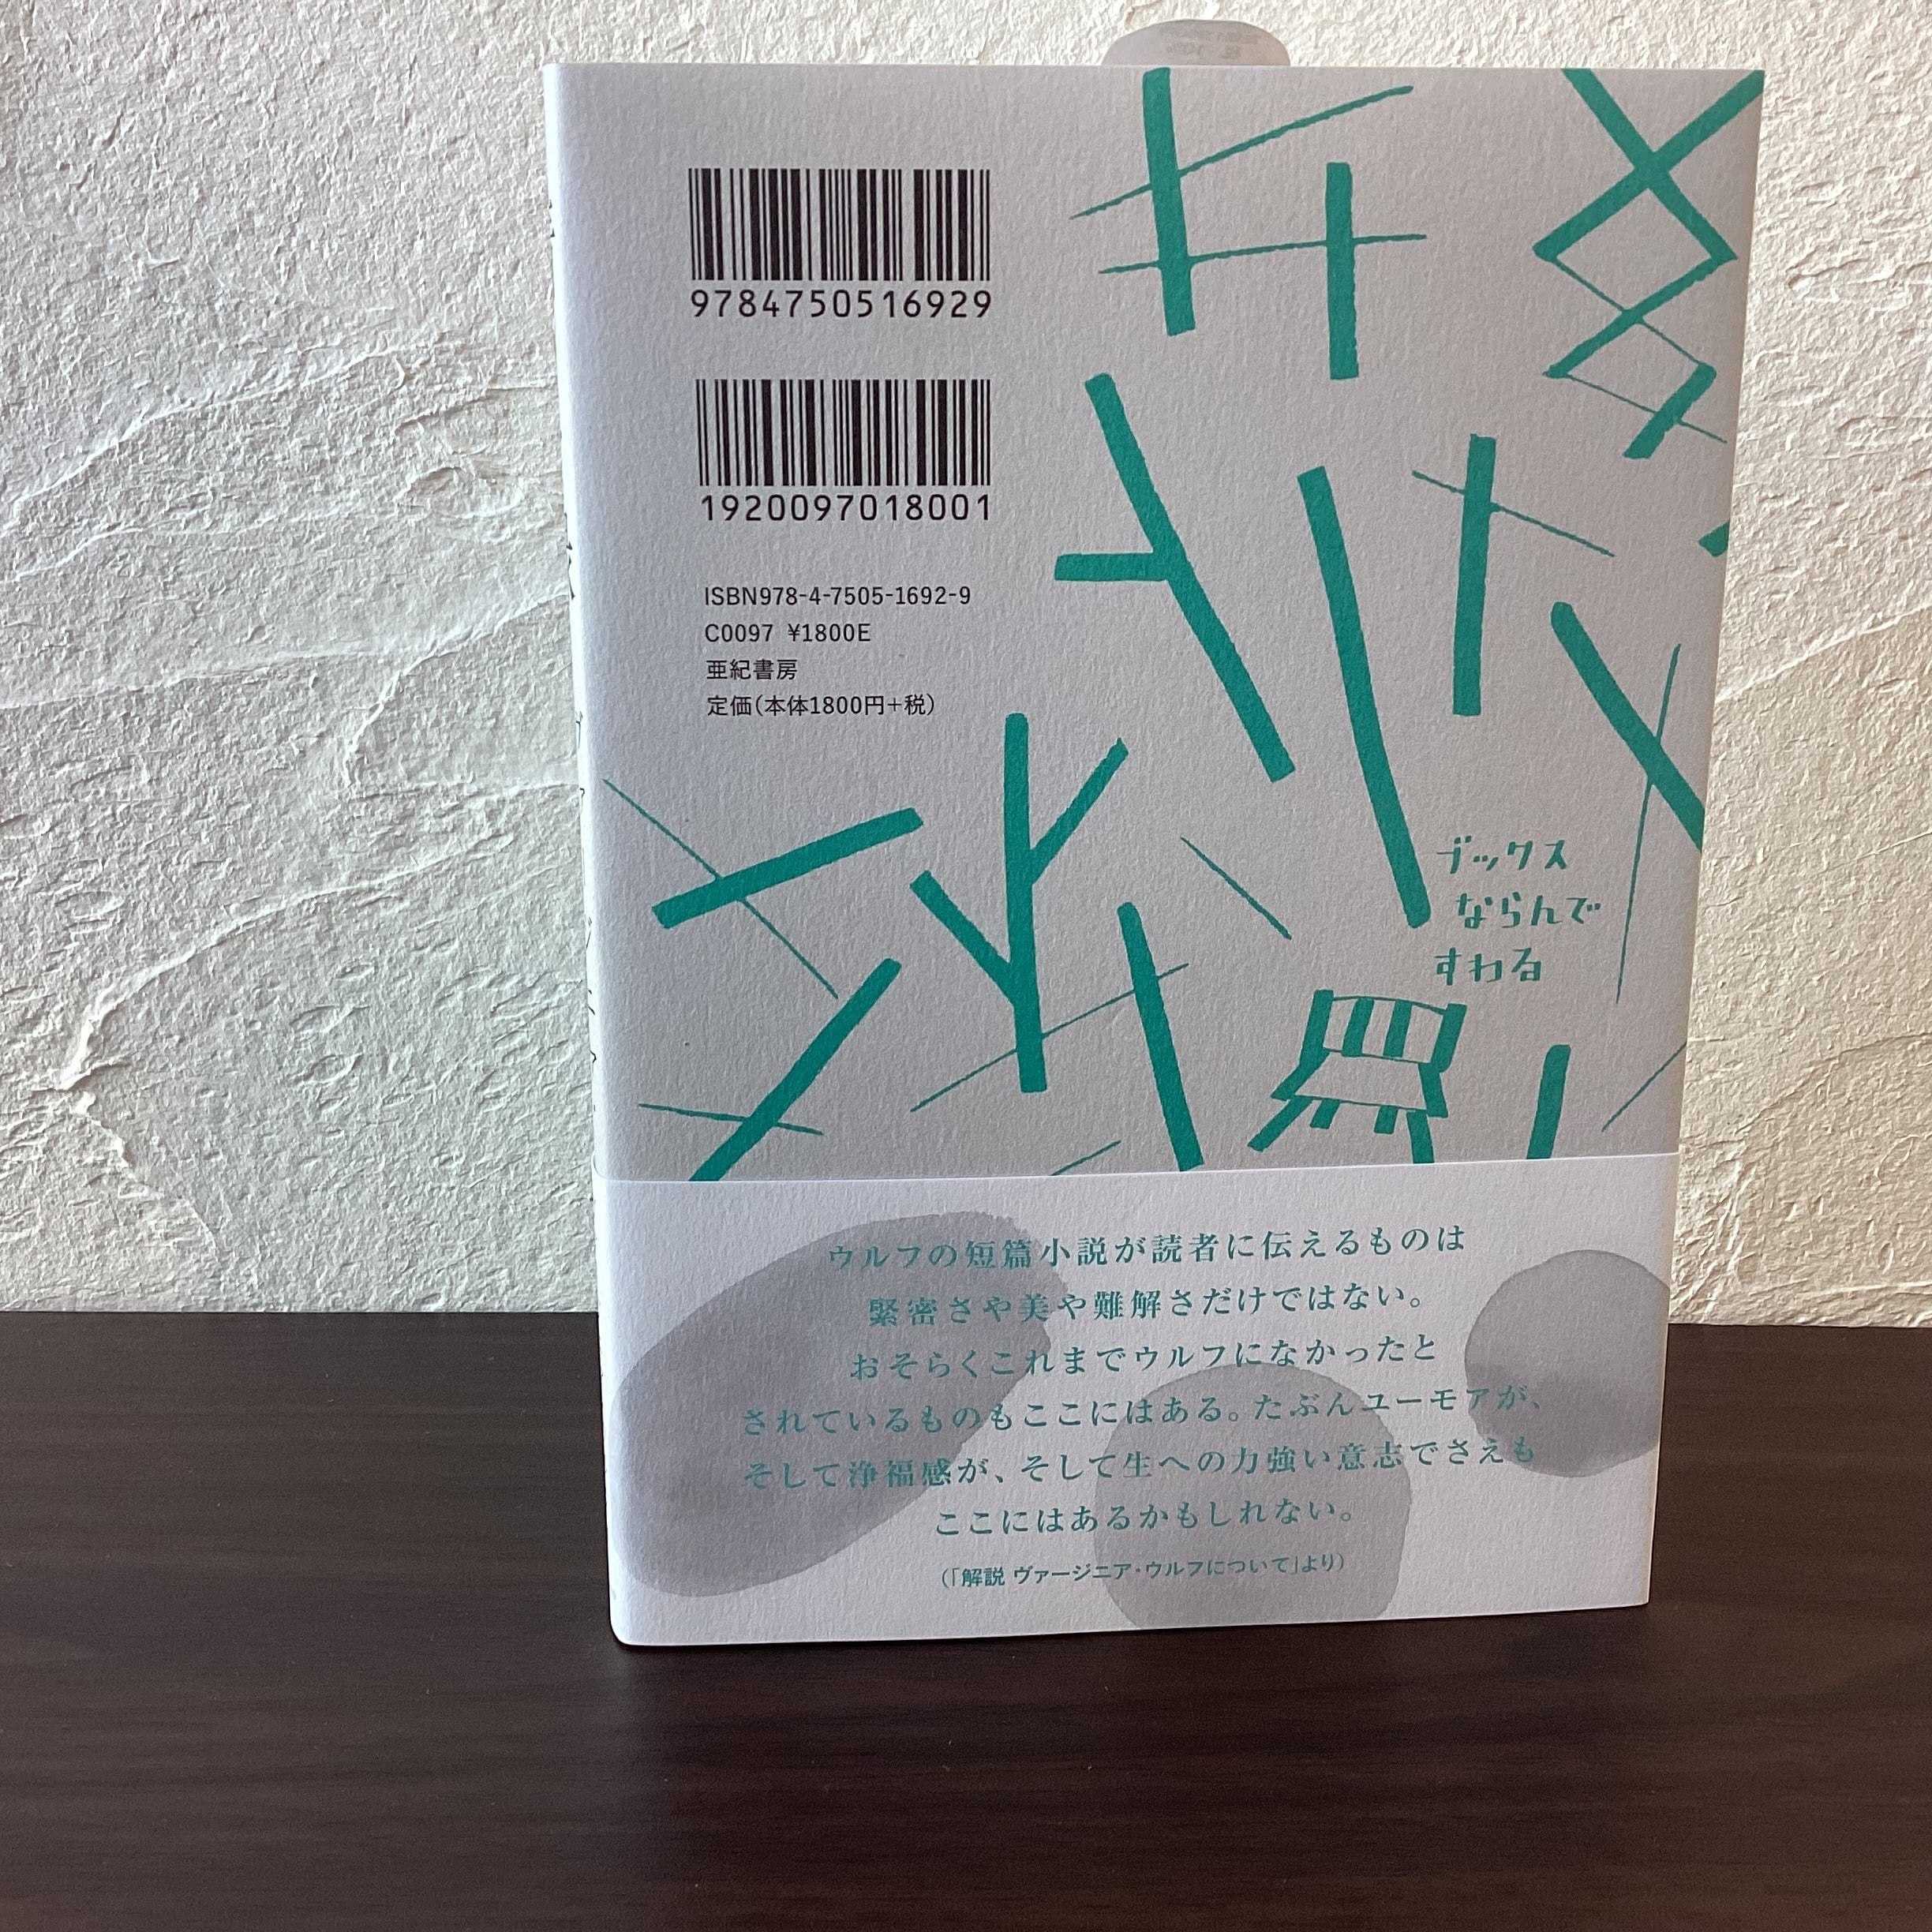 9784750516929
1920097018001
ISBN978-4-7505-1692-9
C0097 ¥1800E
亜紀書房
定価(本体1800円+税)
ブックス
ならんで
すわる
ウルフの短篇小説が読者に伝えるものは
緊密さや美や難解さだけではない。
おそらくこれまでウルフになかったと
されているものもここにはある。たぶんユーモアが、
そして浄福感が、そして生への力強い意志でさえも
ここにはあるかもしれない。
(「解説 ヴァージニア・ウルフについて」より)